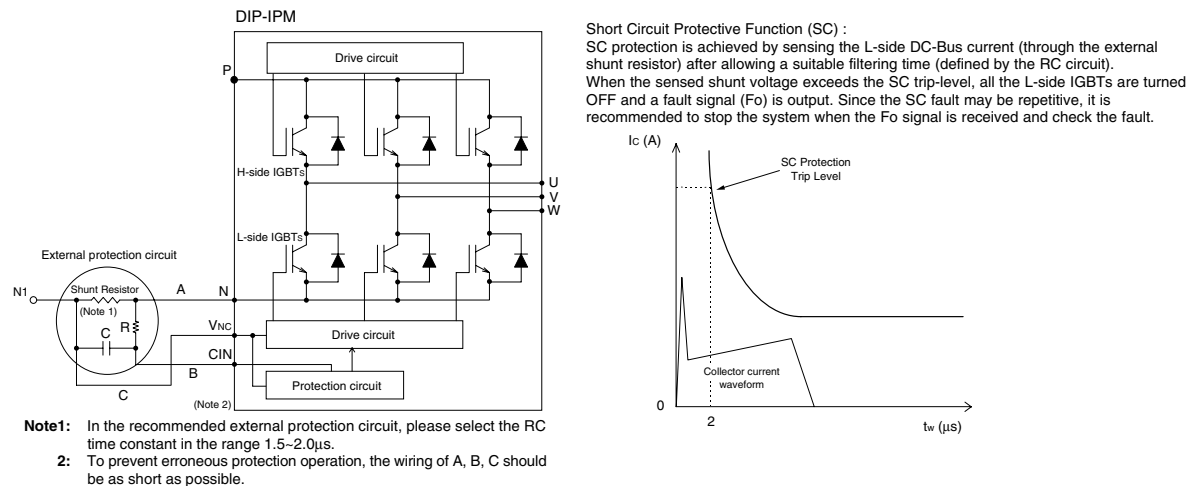 DIP-IPM
Drive circuit
P
H-side IGBTs
U
V
W
L-side IGBTs
External protection circuit
N1
Shunt Resistor
(Note 1)
A
N
R
C
VNC
Drive circuit
CIN
B
Protection circuit
C
(Note 2)
Note1: In the recommended external protection circuit, please select the RC
time constant in the range 1.5~2.0μs.
2: To prevent erroneous protection operation, the wiring of A, B, C should
be as short as possible.
Short Circuit Protective Function (SC) :
SC protection is achieved by sensing the L-side DC-Bus current (through the external
shunt resistor) after allowing a suitable filtering time (defined by the RC circuit).
When the sensed shunt voltage exceeds the SC trip-level, all the L-side IGBTs are turned
OFF and a fault signal (Fo) is output. Since the SC fault may be repetitive, it is
recommended to stop the system when the Fo signal is received and check the fault.
IC (A)
SC Protection
Trip Level
Collector current
waveform
0
2
tw (μs)